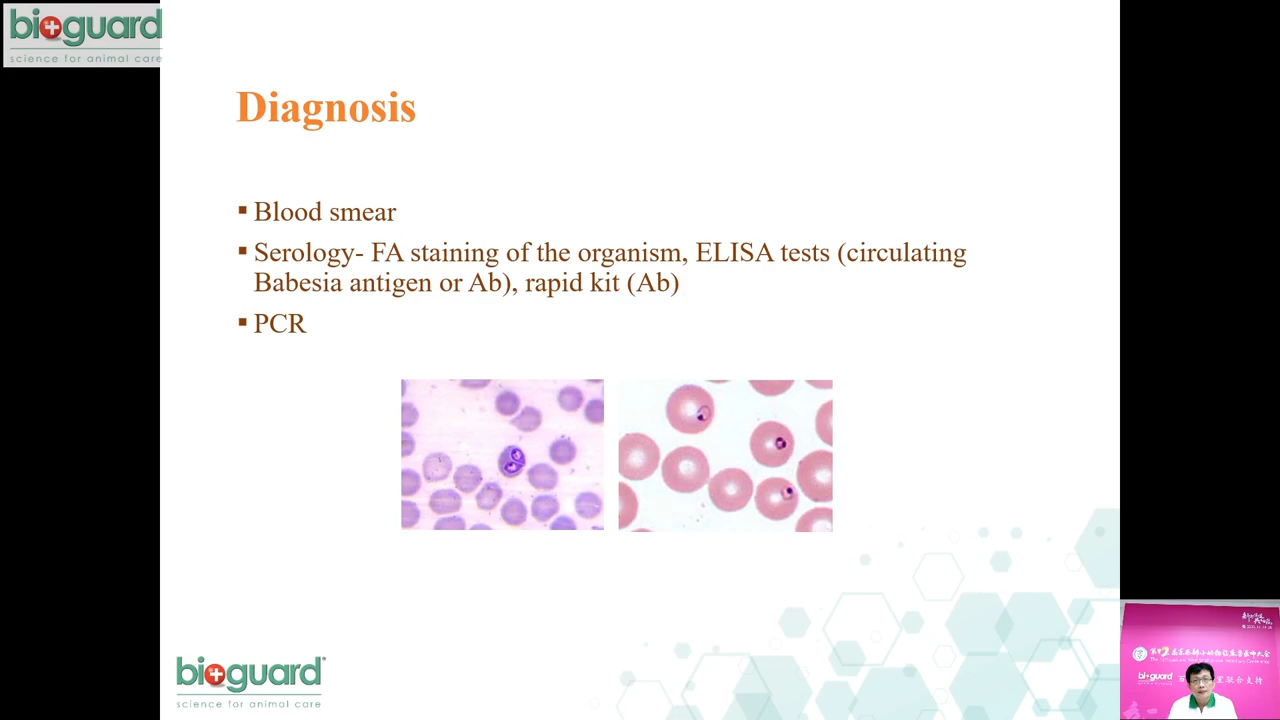 bioguard
science for animal care
Diagnosis
▪ Blood smear
▪ Serology- FA staining of the organism, ELISA tests (circulating
Babesia antigen or Ab), rapid kit (Ab)
▪ PCR
bioguard
science for animal care
bioguard